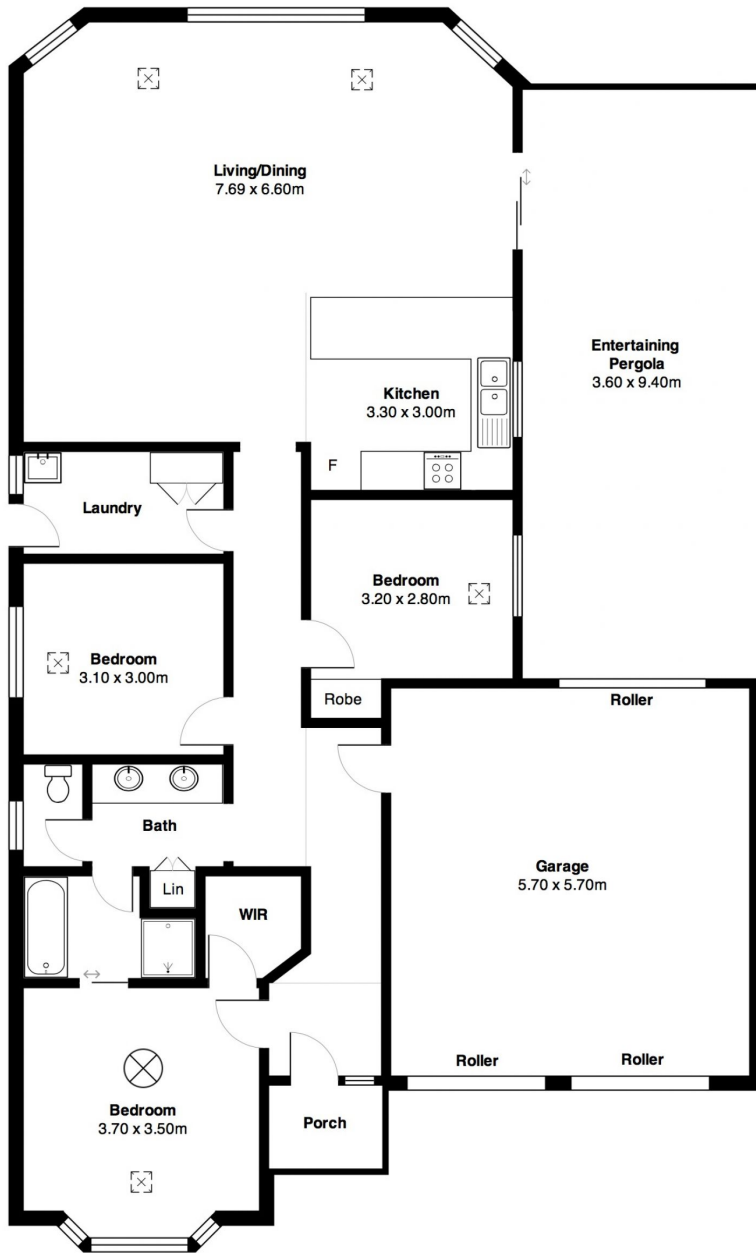 Living/Dining
7.69 x 6.60m
Entertaining
Pergola
3.60 x 9.40m
Kitchen
3.30 x 3.00m
F
Laundry
Bedroom
3.20 x 2.80m
Bedroom
3.10 x 3.00m
Robe
Roller
Bath
Lin
WIR
Garage
5.70 x 5.70m
Roller
Roller
Bedroom
3.70 x 3.50m
Porch